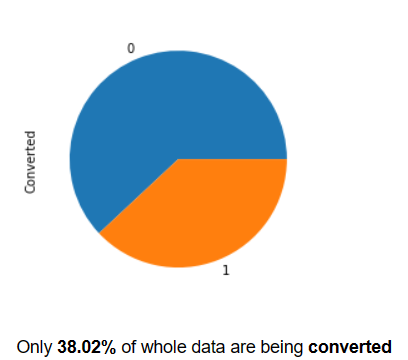 0
Converted
1
Only 38.02% of whole data are being converted